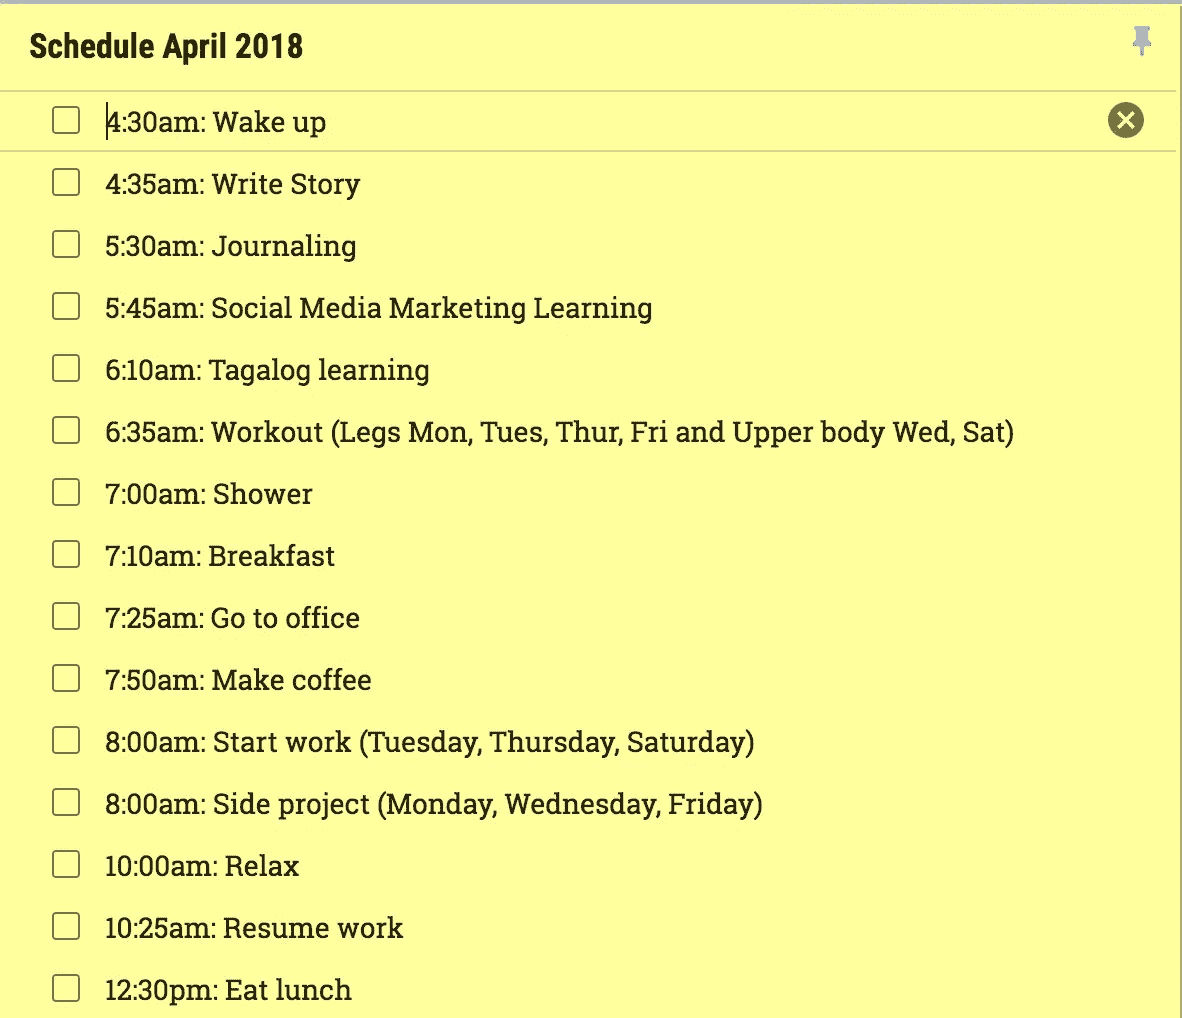 Schedule April 2018
4:30am: Wake up
4:35am: Write Story
5:30am: Journaling
5:45am: Social Media Marketing Learning
6:10am: Tagalog learning
6:35am: Workout (Legs Mon, Tues, Thur, Fri and Upper body Wed, Sat)
7:00am: Shower
7:10am: Breakfast
7:25am: Go to office
7:50am: Make coffee
8:00am: Start work (Tuesday, Thursday, Saturday)
8:00am: Side project (Monday, Wednesday, Friday)
10:00am: Relax
10:25am: Resume work
12:30pm: Eat lunch